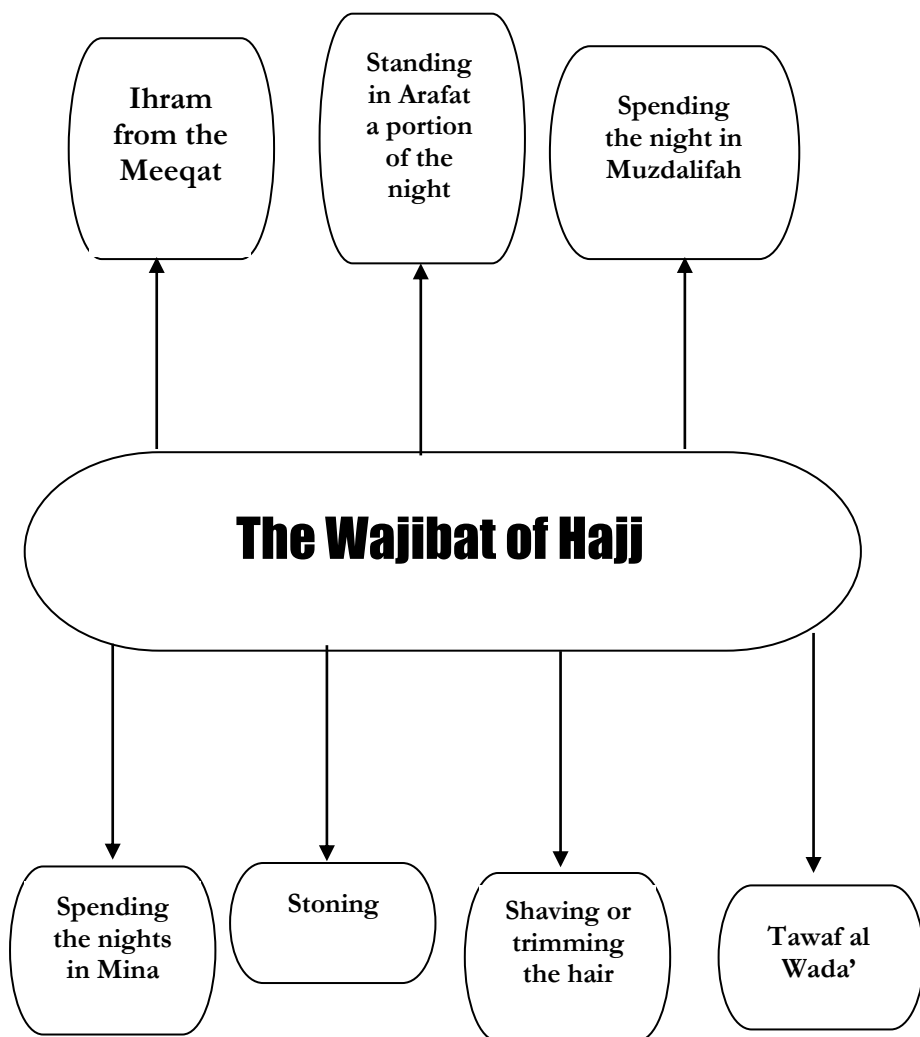 Ihram
from the
Meeqat
Standing
in Arafat
a portion
of the
night
Spending
the night in
Muzdalifah
The Wajibat of Hajj
Spending
the nights
in Mina
Stoning
Shaving or
trimming
the hair
Tawaf al
Wada’